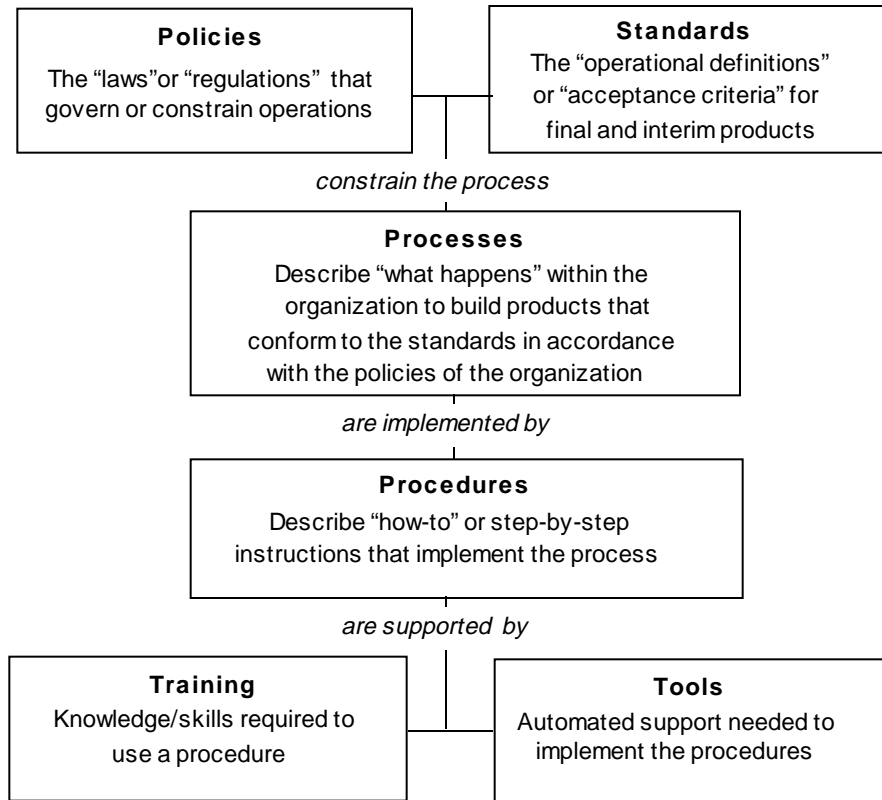 Policies
The “laws”or “regulations” that
govern or constrain operations
Standards
The “operational definitions”
or “acceptance criteria” for
final and interim products
constrain the process
Processes
Describe “what happens” within the
organization to build products that
conform to the standards in accordance
with the policies of the organization
are implemented by
Procedures
Describe “how-to” or step-by-step
instructions that implement the process
are supported by
Training
Knowledge/skills required to
use a procedure
Tools
Automated support needed to
implement the procedures